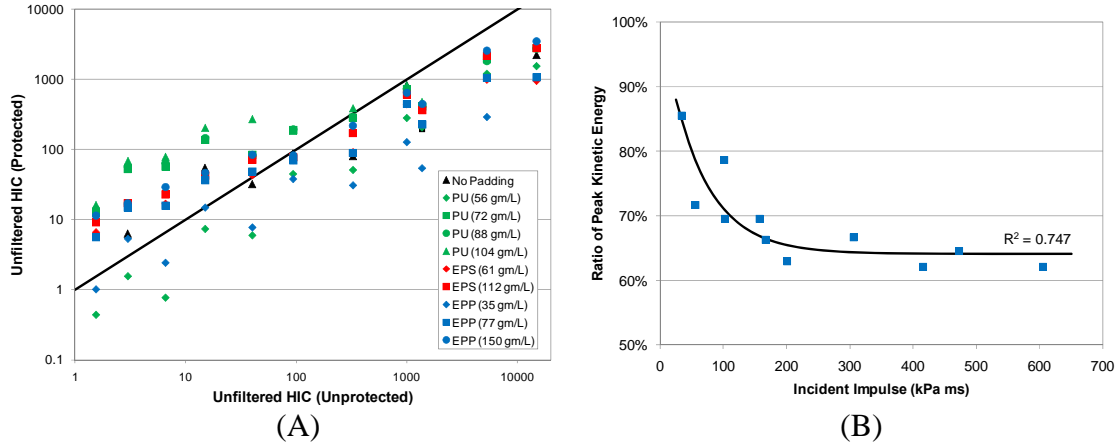 10000
1000
100
10
1
0.1
1
10
100
1000
10000
Unfiltered HIC (Protected)
Unfiltered HIC (Unprotected)
No Padding
PU (56 gm/L)
PU (72 gm/L)
PU (88 gm/L)
PU (104 gm/L)
EPS (61 gm/L)
EPS (112 gm/L)
EPP (35 gm/L)
EPP (77 gm/L)
EPP (150 gm/L)
(A)
100%
90%
80%
70%
60%
50%
0
100
200
300
400
500
600
700
Ratio of Peak Kinetic Energy
Incident Impulse (kPa ms)
R² = 0.747
(B)